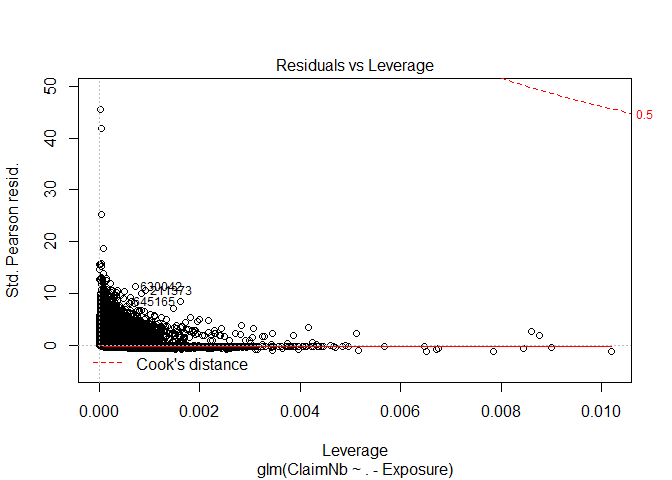 Residuals vs Leverage
Std. Pearson resid.
50
40
30
20
10
0
0.5
630042
211973
645165
Cook's distance
0.000 0.002 0.004 0.006 0.008 0.010
Leverage
glm(ClaimNb ~ . - Exposure)